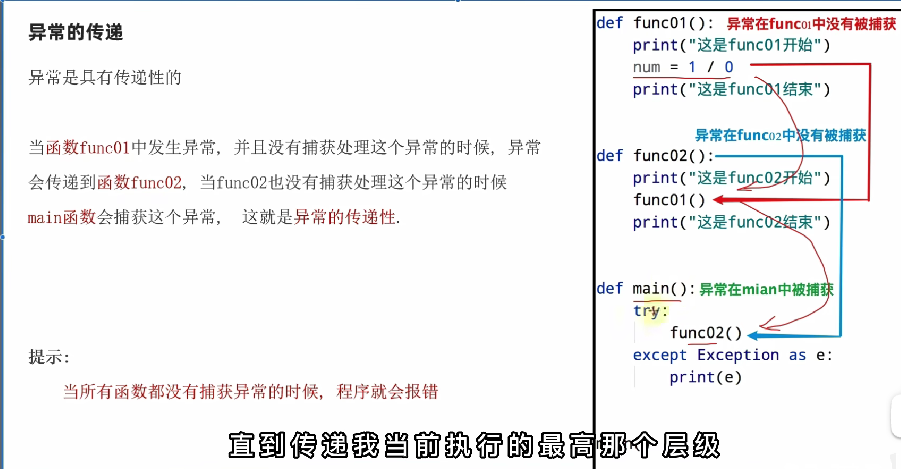 异常的传递
异常是具有传递性的
当函数func01中发生异常, 并且没有捕获处理这个异常的时候, 异常
会传递到函数func02, 当func02也没有捕获处理这个异常的时候
main函数会捕获这个异常, 这就是异常的传递性.
提示:
当所有函数都没有捕获异常的时候, 程序就会报错
def func01(): 异常在func01中没有被捕获
print("这是func01开始")
num = 1 / 0
print("这是func01结束")
异常在func02中没有被捕获
def func02():
print("这是func02开始")
func01()
print("这是func02结束")
def main(): 异常在mian中被捕获
try:
func02()
except Exception as e:
print(e)
直到传递我当前执行的最高那个层级